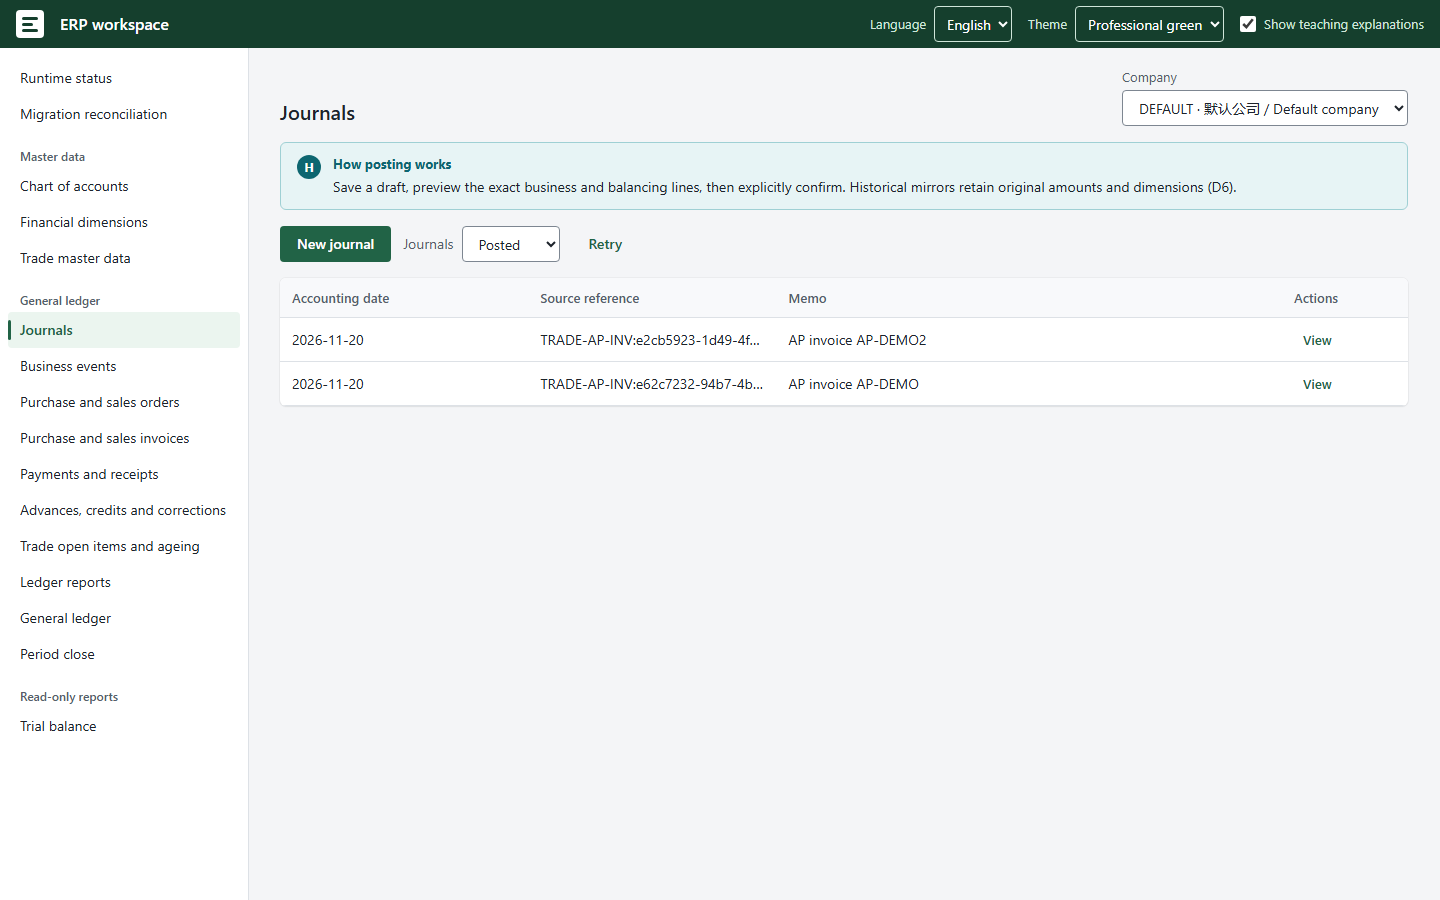 ERP workspace
Language English Theme Professional green Show teaching explanations
Runtime status
Migration reconciliation
Master data
Chart of accounts
Financial dimensions
Trade master data
General ledger
Journals
Business events
Purchase and sales orders
Purchase and sales invoices
Payments and receipts
Advances, credits and corrections
Trade open items and ageing
Ledger reports
General ledger
Period close
Read-only reports
Trial balance
Company
DEFAULT · 默认公司 / Default company
Journals
H How posting works
Save a draft, preview the exact business and balancing lines, then explicitly confirm. Historical mirrors retain original amounts and dimensions (D6).
New journal Journals Posted Retry
Accounting date Source reference Memo Actions
2026-11-20 TRADE-AP-INV:e2cb5923-1d49-4f... AP invoice AP-DEMO2 View
2026-11-20 TRADE-AP-INV:e62c7232-94b7-4b... AP invoice AP-DEMO View